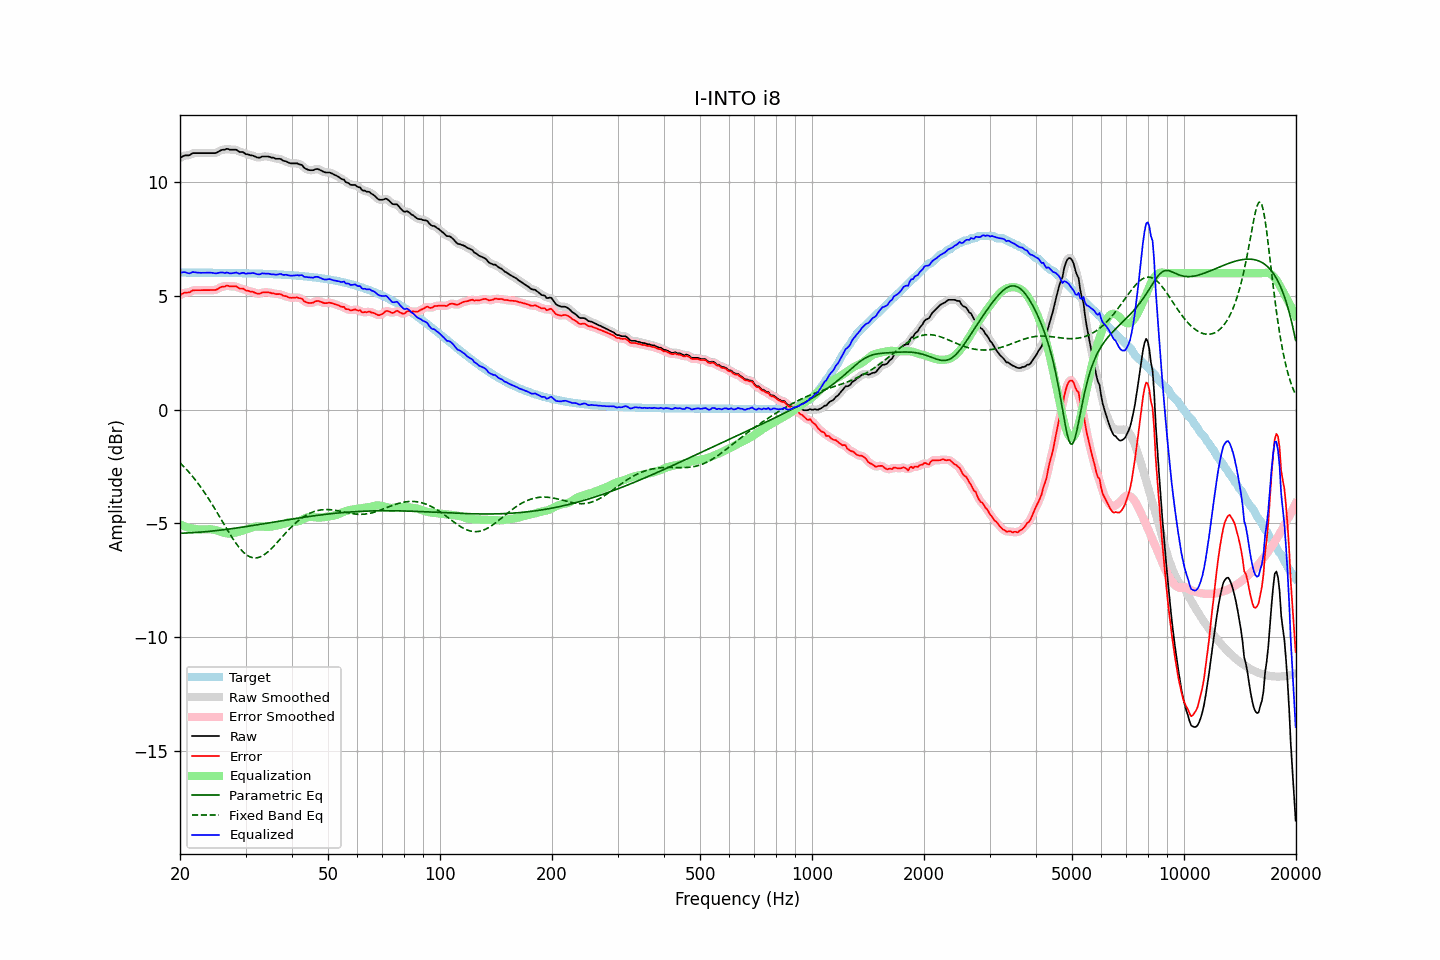 I-INTO i8
Amplitude (dBr)
10
5
0
−5
−10
−15
Target
Raw Smoothed
Error Smoothed
Raw
Error
Equalization
Parametric Eq
Fixed Band Eq
Equalized
20
50
100
200
500
1000
2000
5000
10000
20000
Frequency (Hz)